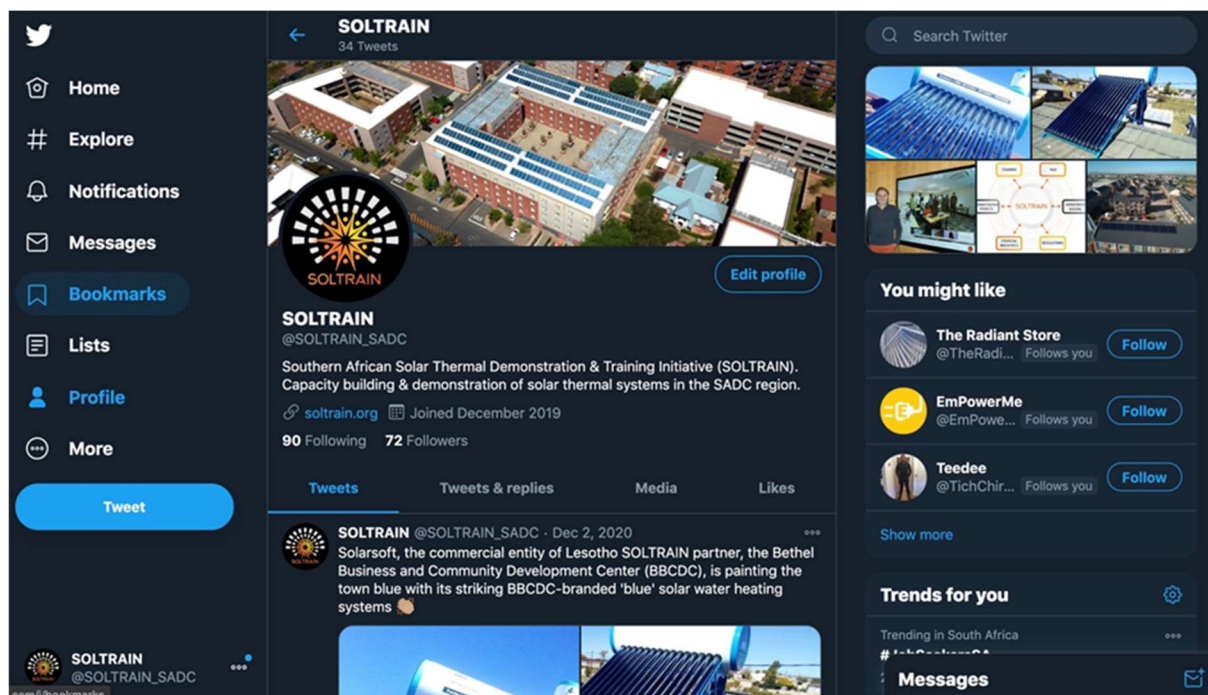 Home
Explore
Notifications
Messages
Bookmarks
Lists
Profile
More
Tweet
SOLTRAIN
@SOLTRAIN_SADC
SOLTRAIN
34 Tweets
SOLTRAIN
Edit profile
SOLTRAIN
@SOLTRAIN_SADC
Southern African Solar Thermal Demonstration & Training Initiative (SOLTRAIN).
Capacity building & demonstration of solar thermal systems in the SADC region.
soltrain.org Joined December 2019
90 Following 72 Followers
Tweets Tweets & replies Media Likes
SOLTRAIN @SOLTRAIN_SADC · Dec 2, 2020
Solarsoft, the commercial entity of Lesotho SOLTRAIN partner, the Bethel
Business and Community Development Center (BBCDC), is painting the
town blue with its striking BBCDC-branded 'blue' solar water heating
systems
Search Twitter
SOLTRAIN
You might like
The Radiant Store
@TheRadi... Follows you
Follow
EmPowerMe
@EmPowe... Follows you
Follow
Teedee
@TichChir... Follows you
Follow
Show more
Trends for you
Trending in South Africa
Messages